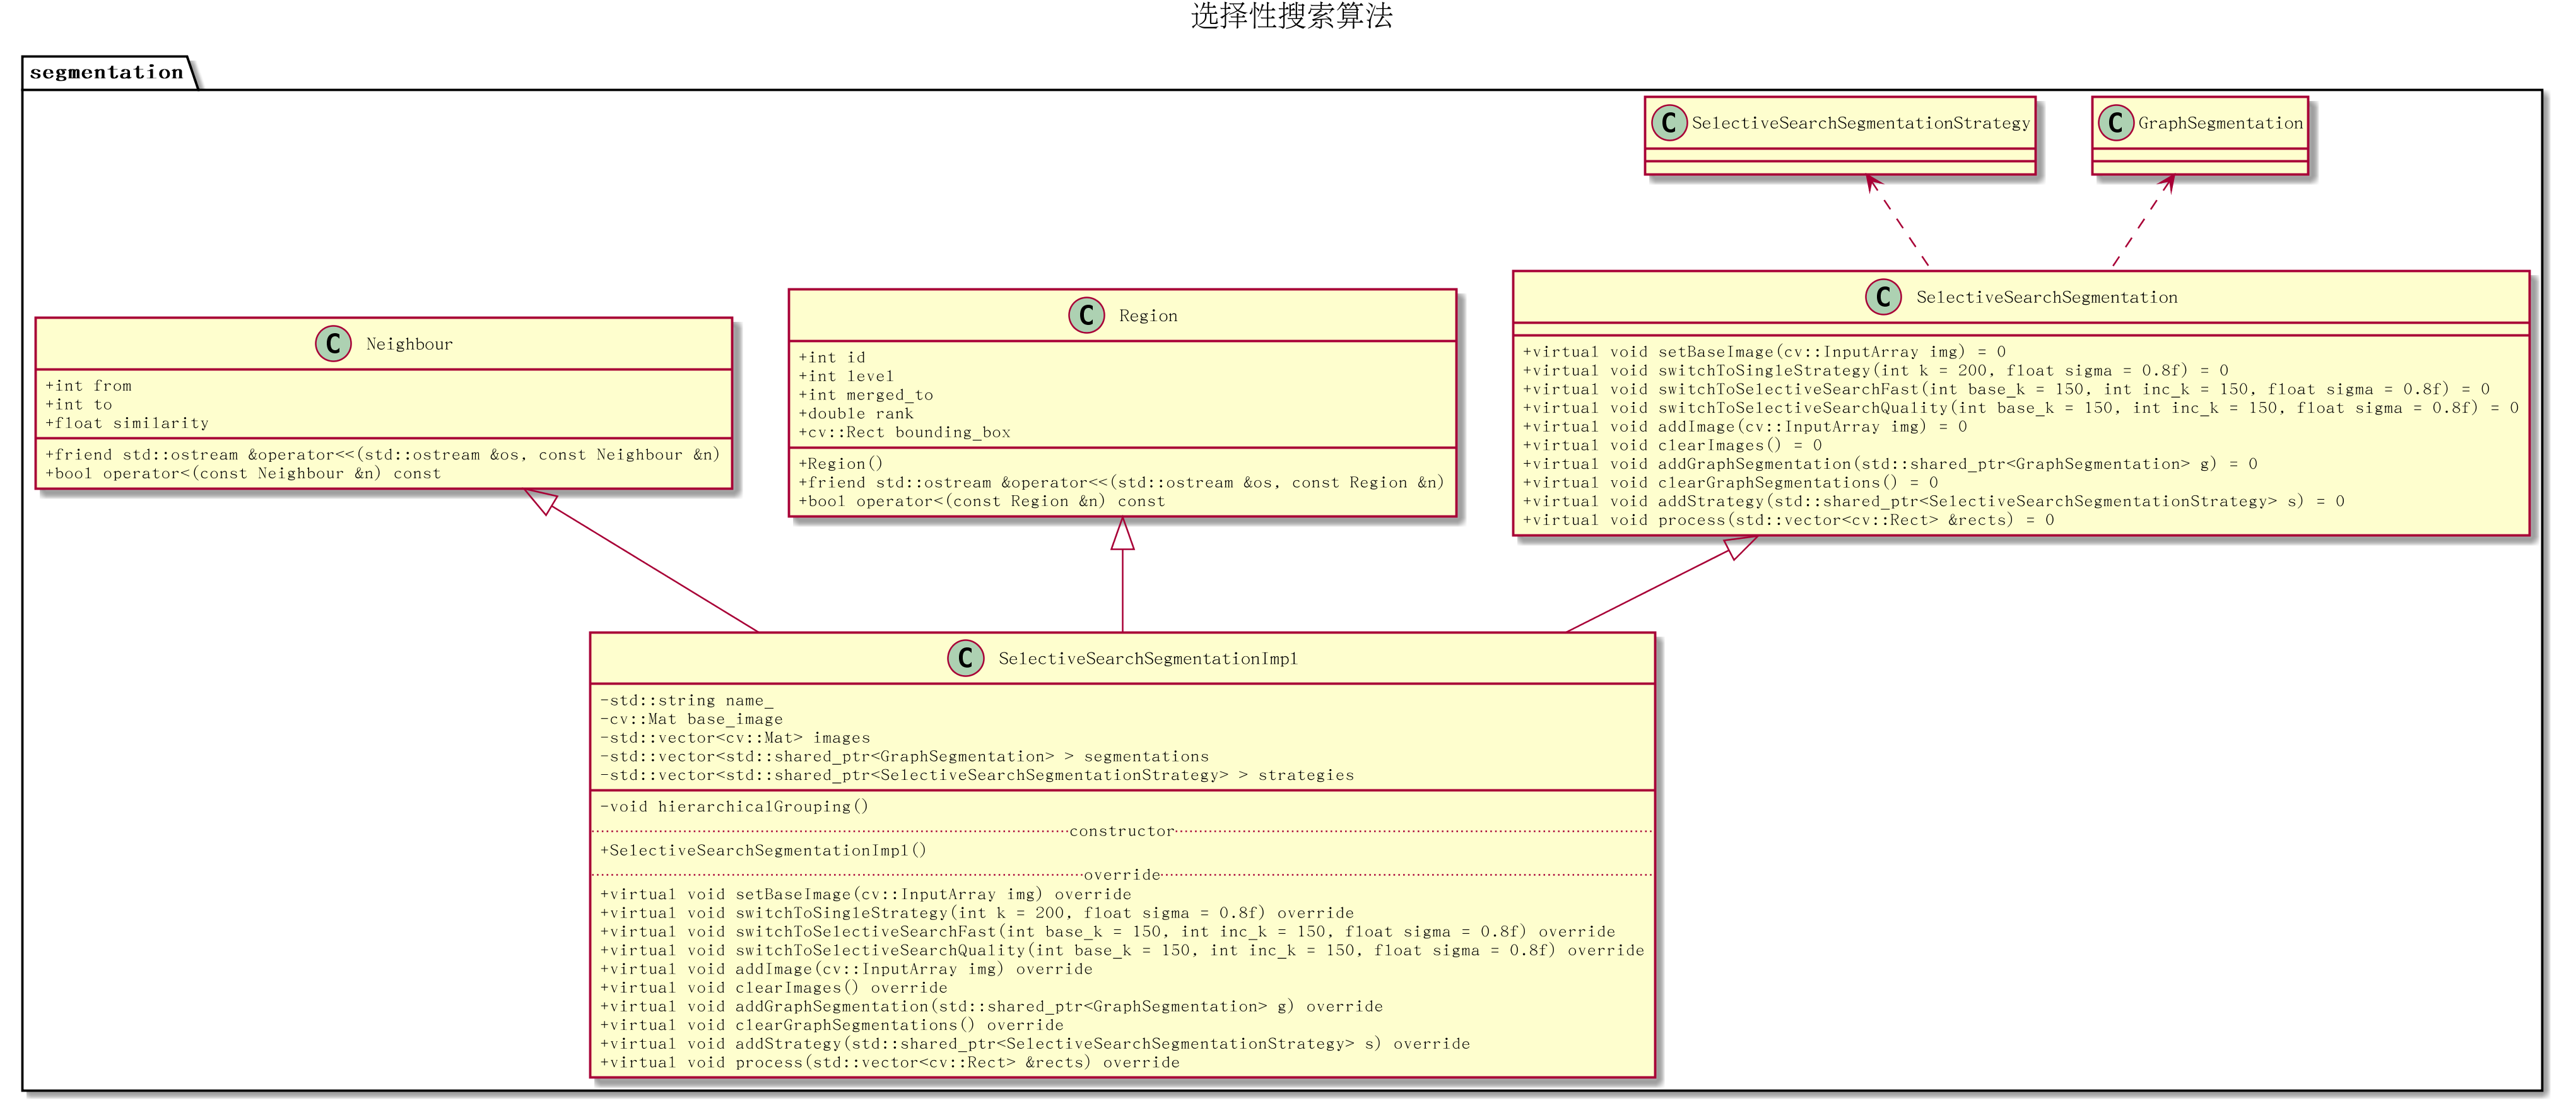 选择性搜索算法
segmentation
C SelectiveSearchSegmentationStrategy
C GraphSegmentation
C Neighbour
+int from
+int to
+float similarity
+friend std::ostream &operator<<(std::ostream &os, const Neighbour &n)
+bool operator<(const Neighbour &n) const
C Region
+int id
+int level
+int merged_to
+double rank
+cv::Rect bounding_box
+Region()
+friend std::ostream &operator<<(std::ostream &os, const Region &n)
+bool operator<(const Region &n) const
C SelectiveSearchSegmentation
+virtual void setBaseImage(cv::InputArray img) = 0
+virtual void switchToSingleStrategy(int k = 200, float sigma = 0.8f) = 0
+virtual void switchToSelectiveSearchFast(int base_k = 150, int inc_k = 150, float sigma = 0.8f) = 0
+virtual void switchToSelectiveSearchQuality(int base_k = 150, int inc_k = 150, float sigma = 0.8f) = 0
+virtual void addImage(cv::InputArray img) = 0
+virtual void clearImages() = 0
+virtual void addGraphSegmentation(std::shared_ptr<GraphSegmentation> g) = 0
+virtual void clearGraphSegmentations() = 0
+virtual void addStrategy(std::shared_ptr<SelectiveSearchSegmentationStrategy> s) = 0
+virtual void process(std::vector<cv::Rect> &rects) = 0
C SelectiveSearchSegmentationImpl
-std::string name_
-cv::Mat base_image
-std::vector<cv::Mat> images
-std::vector<std::shared_ptr<GraphSegmentation> > segmentations
-std::vector<std::shared_ptr<SelectiveSearchSegmentationStrategy> > strategies
-void hierarchicalGrouping()
constructor
+SelectiveSearchSegmentationImpl()
override
+virtual void setBaseImage(cv::InputArray img) override
+virtual void switchToSingleStrategy(int k = 200, float sigma = 0.8f) override
+virtual void switchToSelectiveSearchFast(int base_k = 150, int inc_k = 150, float sigma = 0.8f) override
+virtual void switchToSelectiveSearchQuality(int base_k = 150, int inc_k = 150, float sigma = 0.8f) override
+virtual void addImage(cv::InputArray img) override
+virtual void clearImages() override
+virtual void addGraphSegmentation(std::shared_ptr<GraphSegmentation> g) override
+virtual void clearGraphSegmentations() override
+virtual void addStrategy(std::shared_ptr<SelectiveSearchSegmentationStrategy> s) override
+virtual void process(std::vector<cv::Rect> &rects) override